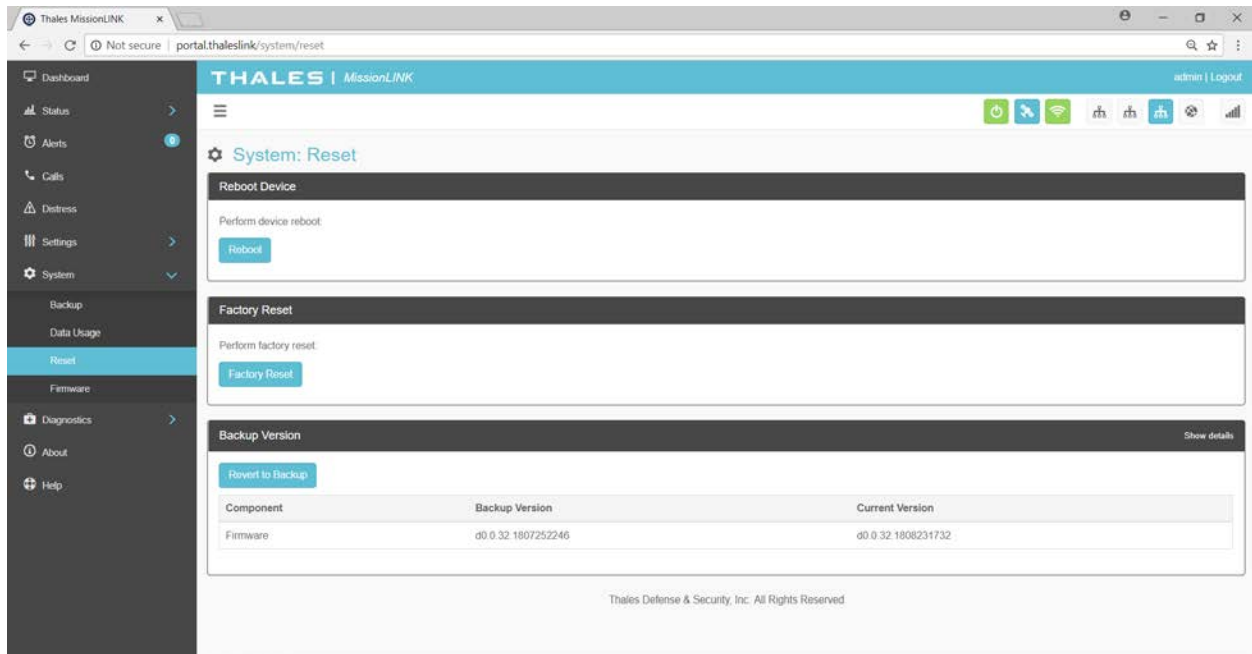 Thales MissionLINK
Not secure | portal.thaleslink/system/reset
Dashboard
THALES | MissionLINK
admin | Logout
Status
Alerts 0
Calls
Distress
Settings
System
Backup
Data Usage
Reset
Firmware
Diagnostics
About
Help
System: Reset
Reboot Device
Perform device reboot.
Reboot
Factory Reset
Perform factory reset.
Factory Reset
Backup Version Show details
Revert to Backup
Component Backup Version Current Version
Firmware d0.0.32.1807252246 d0.0.32.1808231732
Thales Defense & Security, Inc. All Rights Reserved.